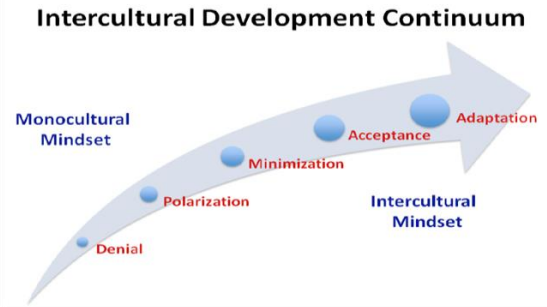 Intercultural Development Continuum
Monocultural
Mindset
Adaptation
Acceptance
Minimization
Polarization
Intercultural
Mindset
Denial